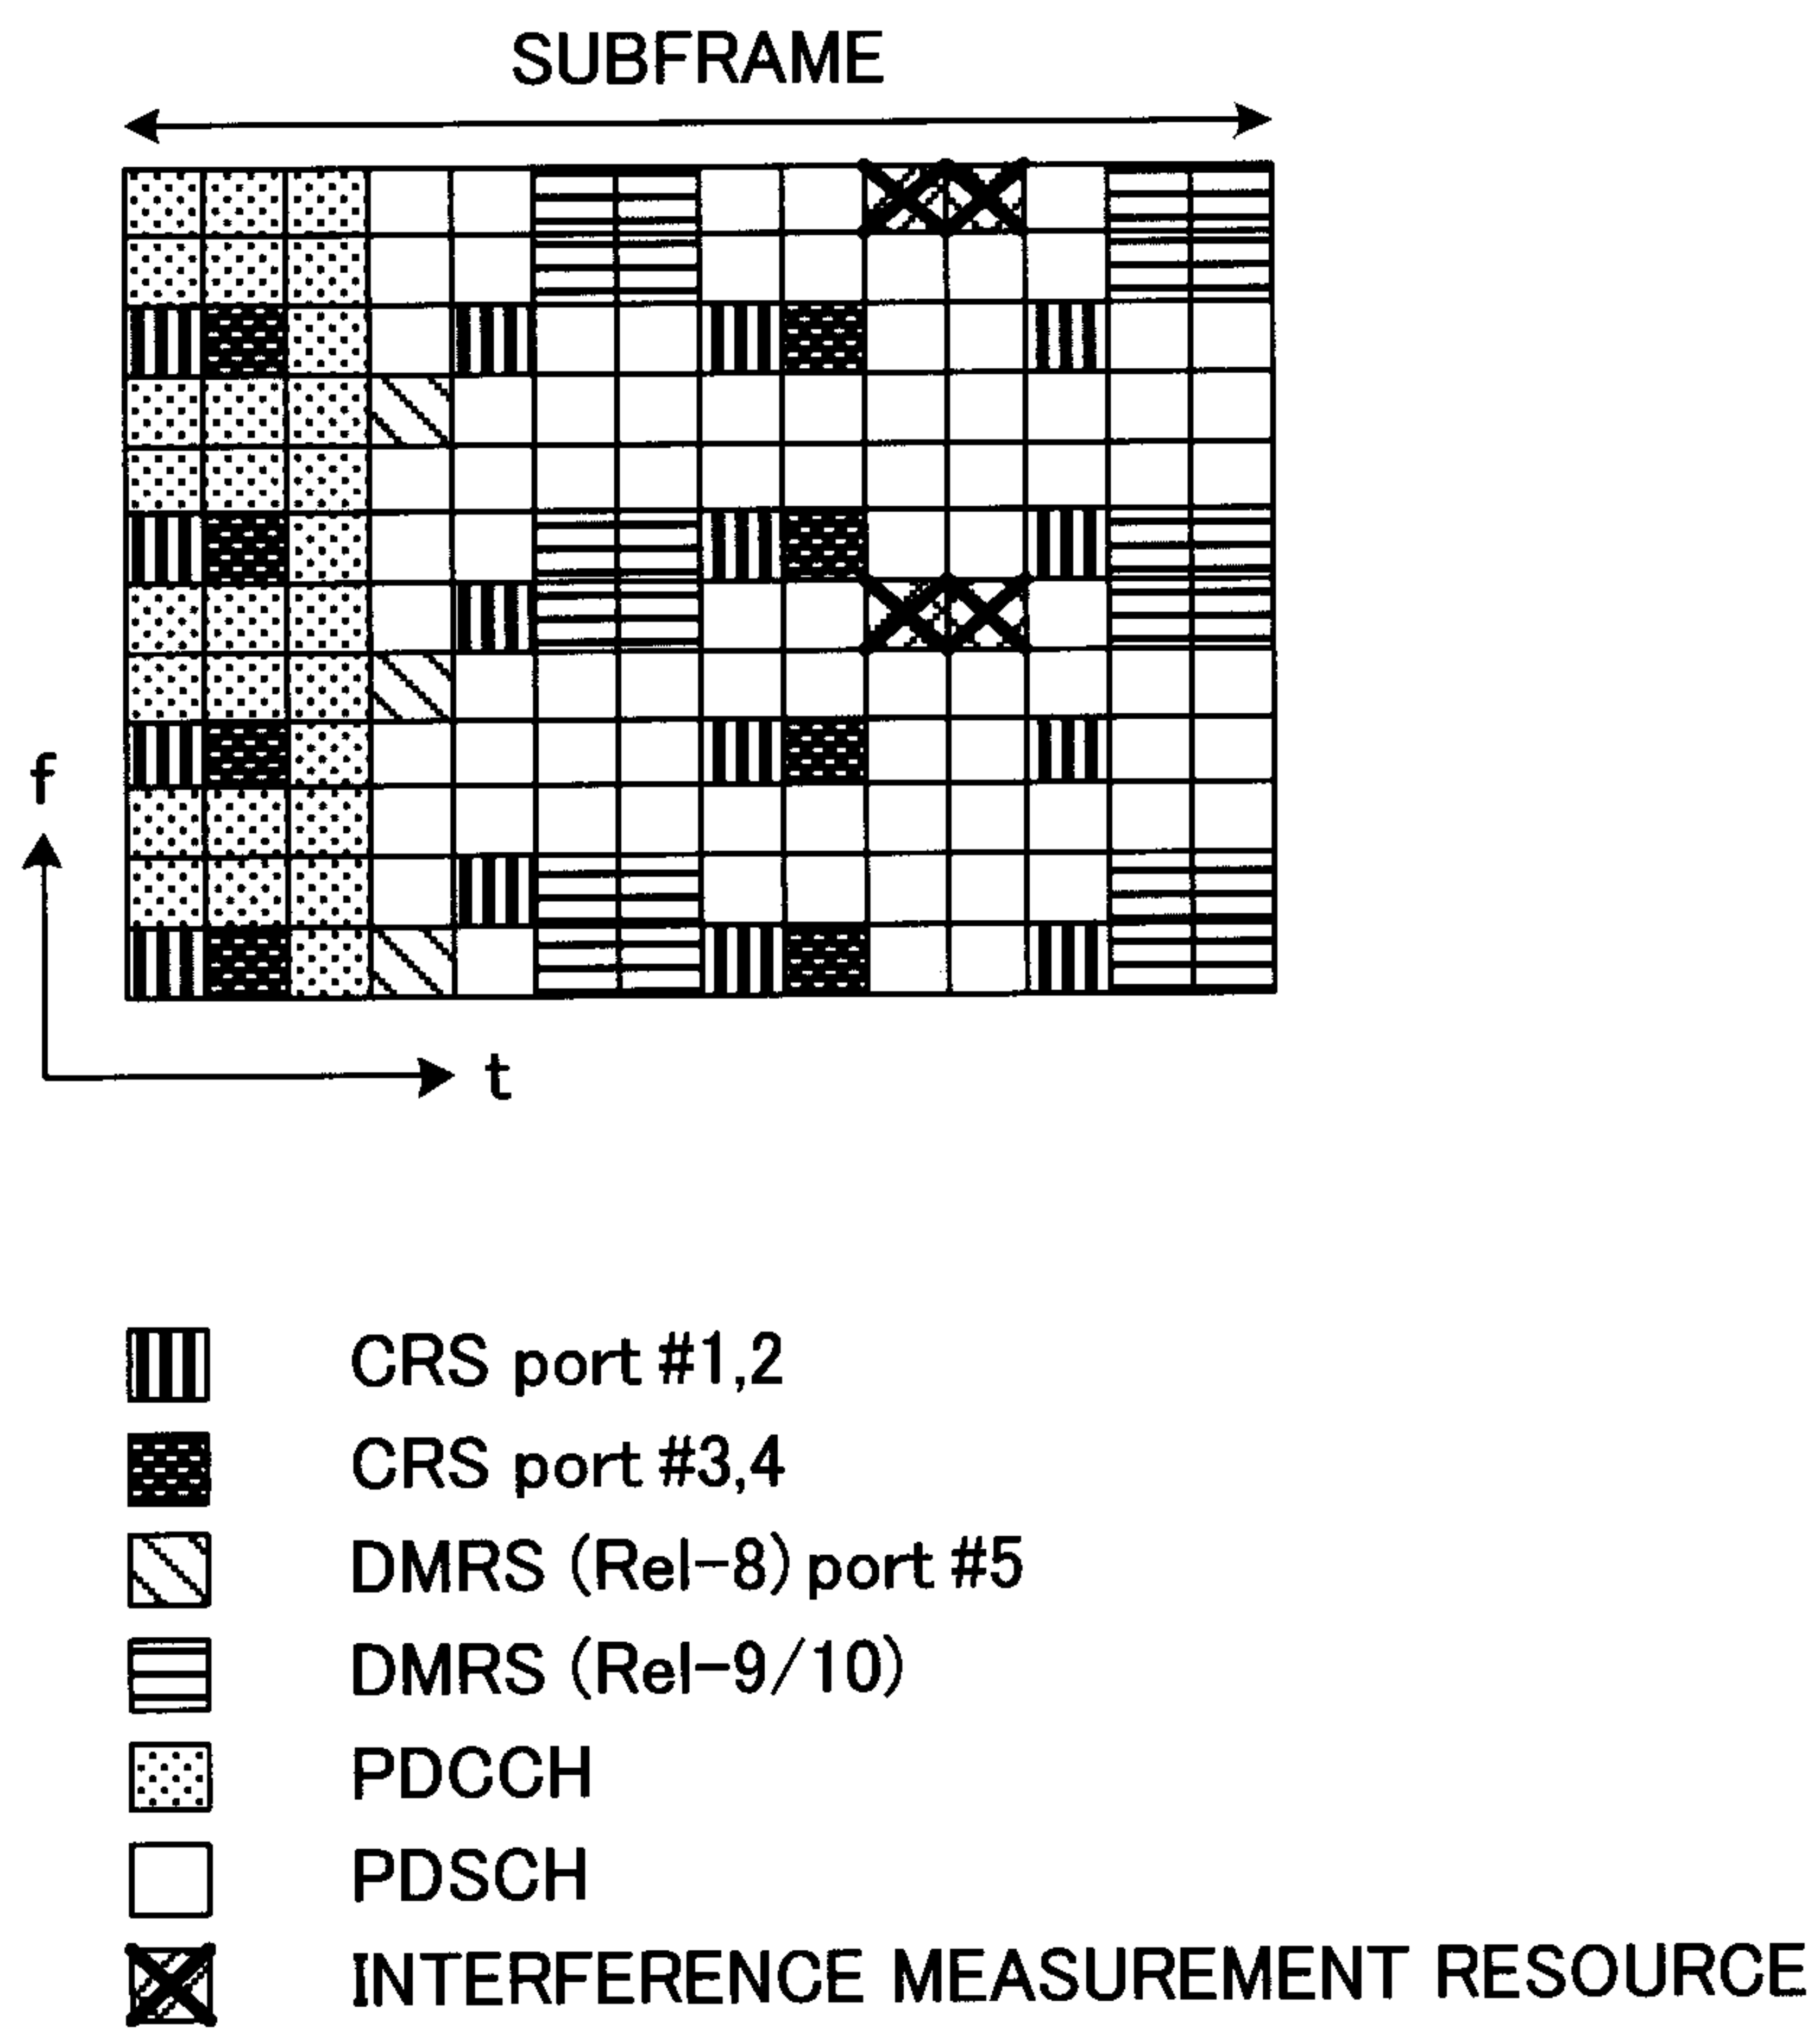 SUBFRAME
f
t
CRS port #1,2
CRS port #3,4
DMRS (Rel-8) port #5
DMRS (Rel-9/10)
PDCCH
PDSCH
INTERFERENCE MEASUREMENT RESOURCE